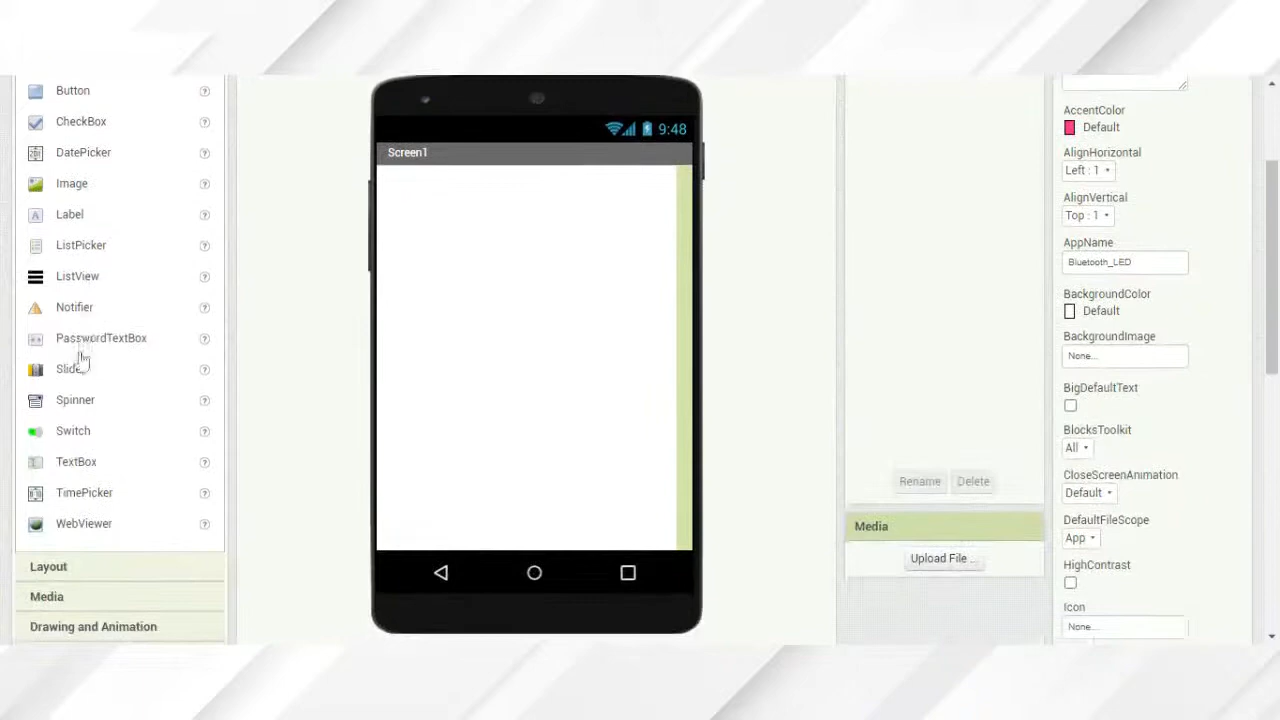 Button
CheckBox
DatePicker
Image
Label
ListPicker
ListView
Notifier
PasswordTextBox
Slider
Spinner
Switch
TextBox
TimePicker
WebViewer
Layout
Media
Drawing and Animation
9:48
Screen1
Rename Delete
Media
Upload File ...
AccentColor
Default
AlignHorizontal
Left : 1
AlignVertical
Top : 1
AppName
Bluetooth_LED
BackgroundColor
Default
BackgroundImage
None...
BigDefaultText
BlocksToolkit
All
CloseScreenAnimation
Default
DefaultFileScope
App
HighContrast
Icon
None...